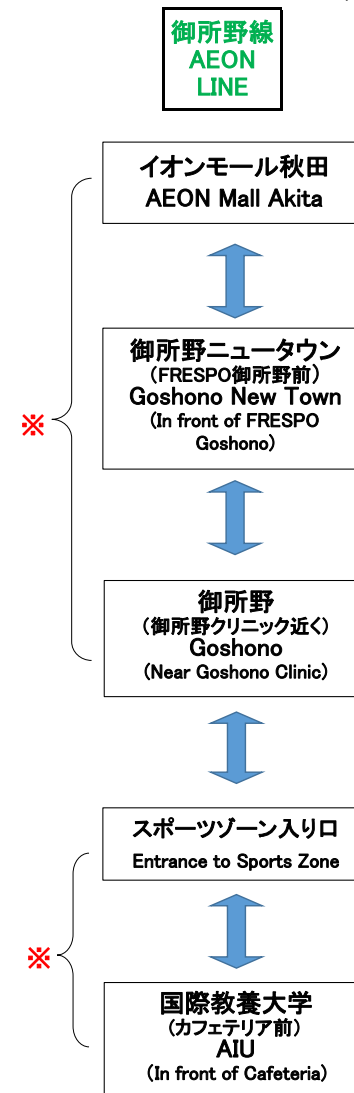 御所野線
AEON
LINE
イオンモール秋田
AEON Mall Akita
御所野ニュータウン
（FRESPO御所野前）
Goshono New Town
(In front of FRESPO
Goshono)
※
御所野
（御所野クリニック近く）
Goshono
(Near Goshono Clinic)
スポーツゾーン入り口
Entrance to Sports Zone
※
国際教養大学
（カフェテリア前）
AIU
(In front of Cafeteria)